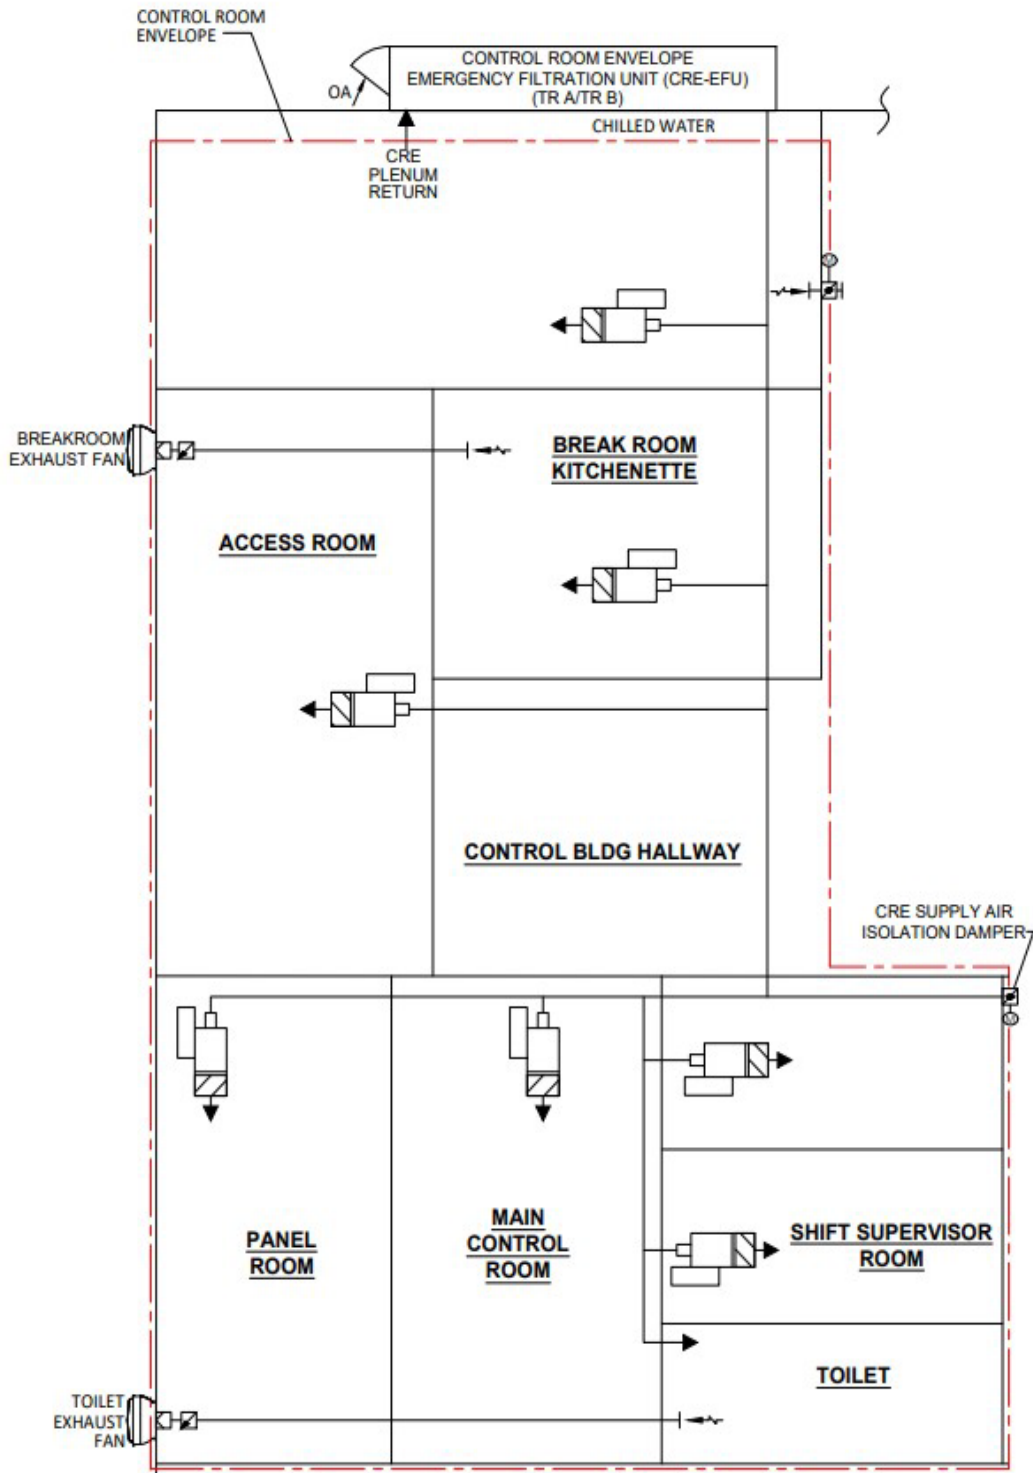 CONTROL ROOM
ENVELOPE
CONTROL ROOM ENVELOPE
EMERGENCY FILTRATION UNIT (CRE-EFU)
(TR A/TR B)
OA
CHILLED WATER
CRE
PLENUM
RETURN
M
BREAKROOM
EXHAUST FAN
BREAK ROOM
KITCHENETTE
ACCESS ROOM
CONTROL BLDG HALLWAY
CRE SUPPLY AIR
ISOLATION DAMPER
M
PANEL
ROOM
MAIN
CONTROL
ROOM
SHIFT SUPERVISOR
ROOM
TOILET
TOILET
EXHAUST
FAN